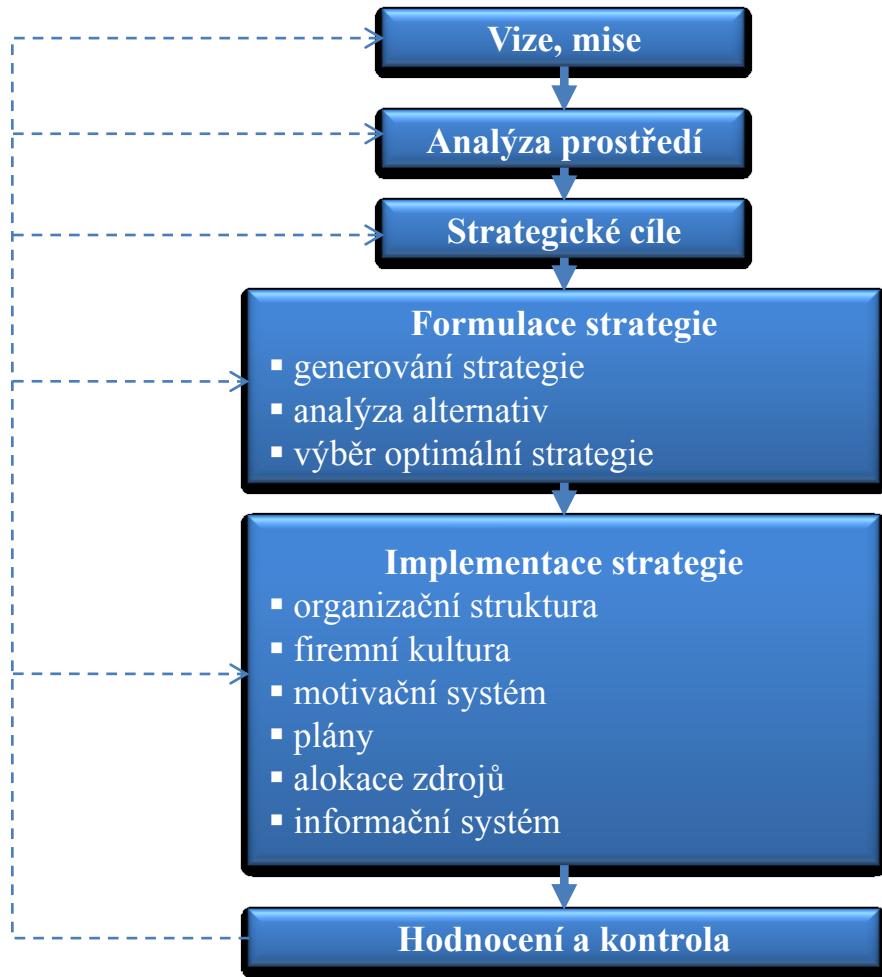 Vize, mise
Analýza prostředí
Strategické cíle
Formulace strategie
▪ generování strategie
▪ analýza alternativ
▪ výběr optimální strategie
Implementace strategie
▪ organizační struktura
▪ firemní kultura
▪ motivační systém
▪ plány
▪ alokace zdrojů
▪ informační systém
Hodnocení a kontrola